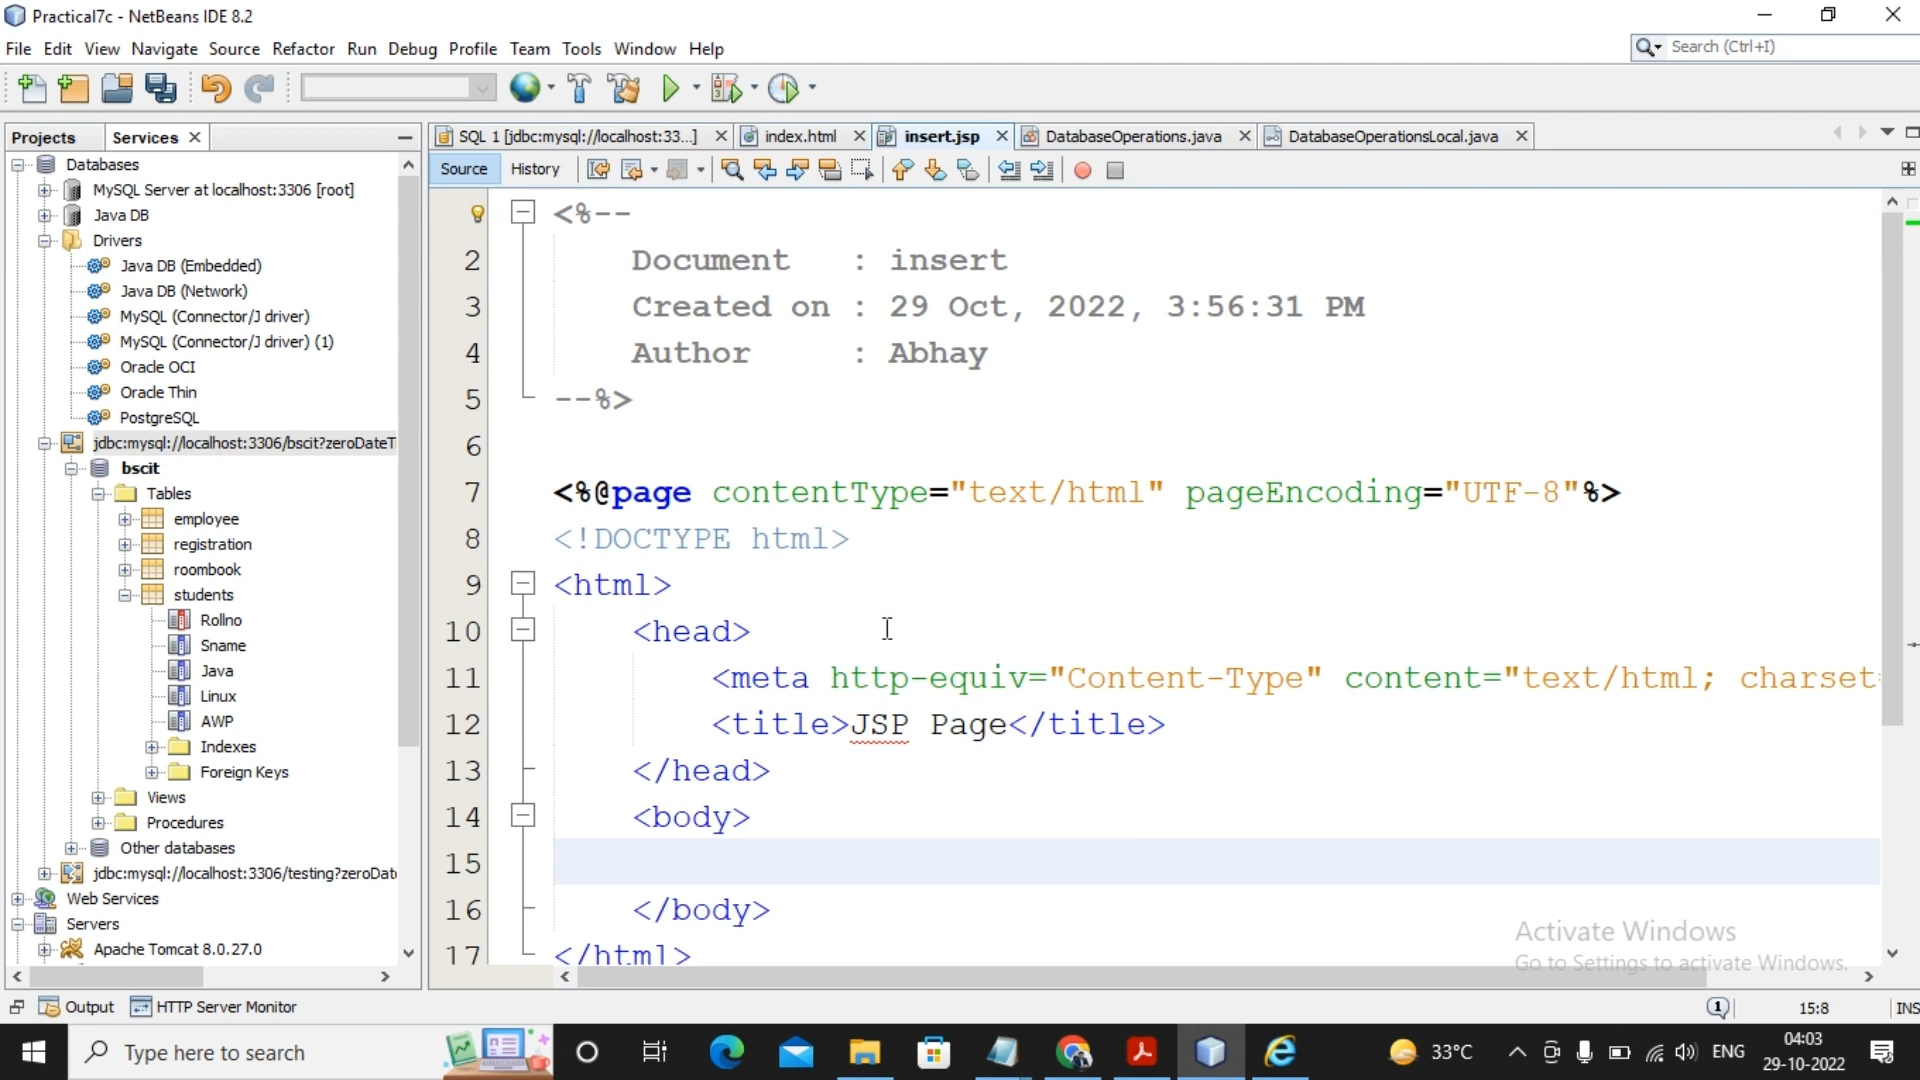 Practical7c - NetBeans IDE 8.2
File Edit View Navigate Source Refactor Run Debug Profile Team Tools Window Help
Search (Ctrl+I)
Projects Services
SQL 1 [jdbc:mysql://localhost:33...] index.html insert.jsp DatabaseOperations.java DatabaseOperationsLocal.java
Source History
Databases
MySQL Server at localhost:3306 [root]
Java DB
Drivers
Java DB (Embedded)
Java DB (Network)
MySQL (Connector/J driver)
MySQL (Connector/J driver) (1)
Oracle OCI
Oracle Thin
PostgreSQL
jdbc:mysql://localhost:3306/bscit?zeroDateT
bscit
Tables
employee
registration
roombook
students
Rollno
Sname
Java
Linux
AWP
Indexes
Foreign Keys
Views
Procedures
Other databases
jdbc:mysql://localhost:3306/testing?zeroDat
Web Services
Servers
Apache Tomcat 8.0.27.0
<%--
2 Document : insert
3 Created on : 29 Oct, 2022, 3:56:31 PM
4 Author : Abhay
5 --%>
6
7 <%@page contentType="text/html" pageEncoding="UTF-8"%>
8 <!DOCTYPE html>
9 <html>
10 <head>
11 <meta http-equiv="Content-Type" content="text/html; charset
12 <title>JSP Page</title>
13 </head>
14 <body>
15
16 </body>
17 </html>
Activate Windows
Go to Settings to activate Windows.
Output HTTP Server Monitor
1 15:8 INS
Type here to search
33°C ENG
04:03
29-10-2022